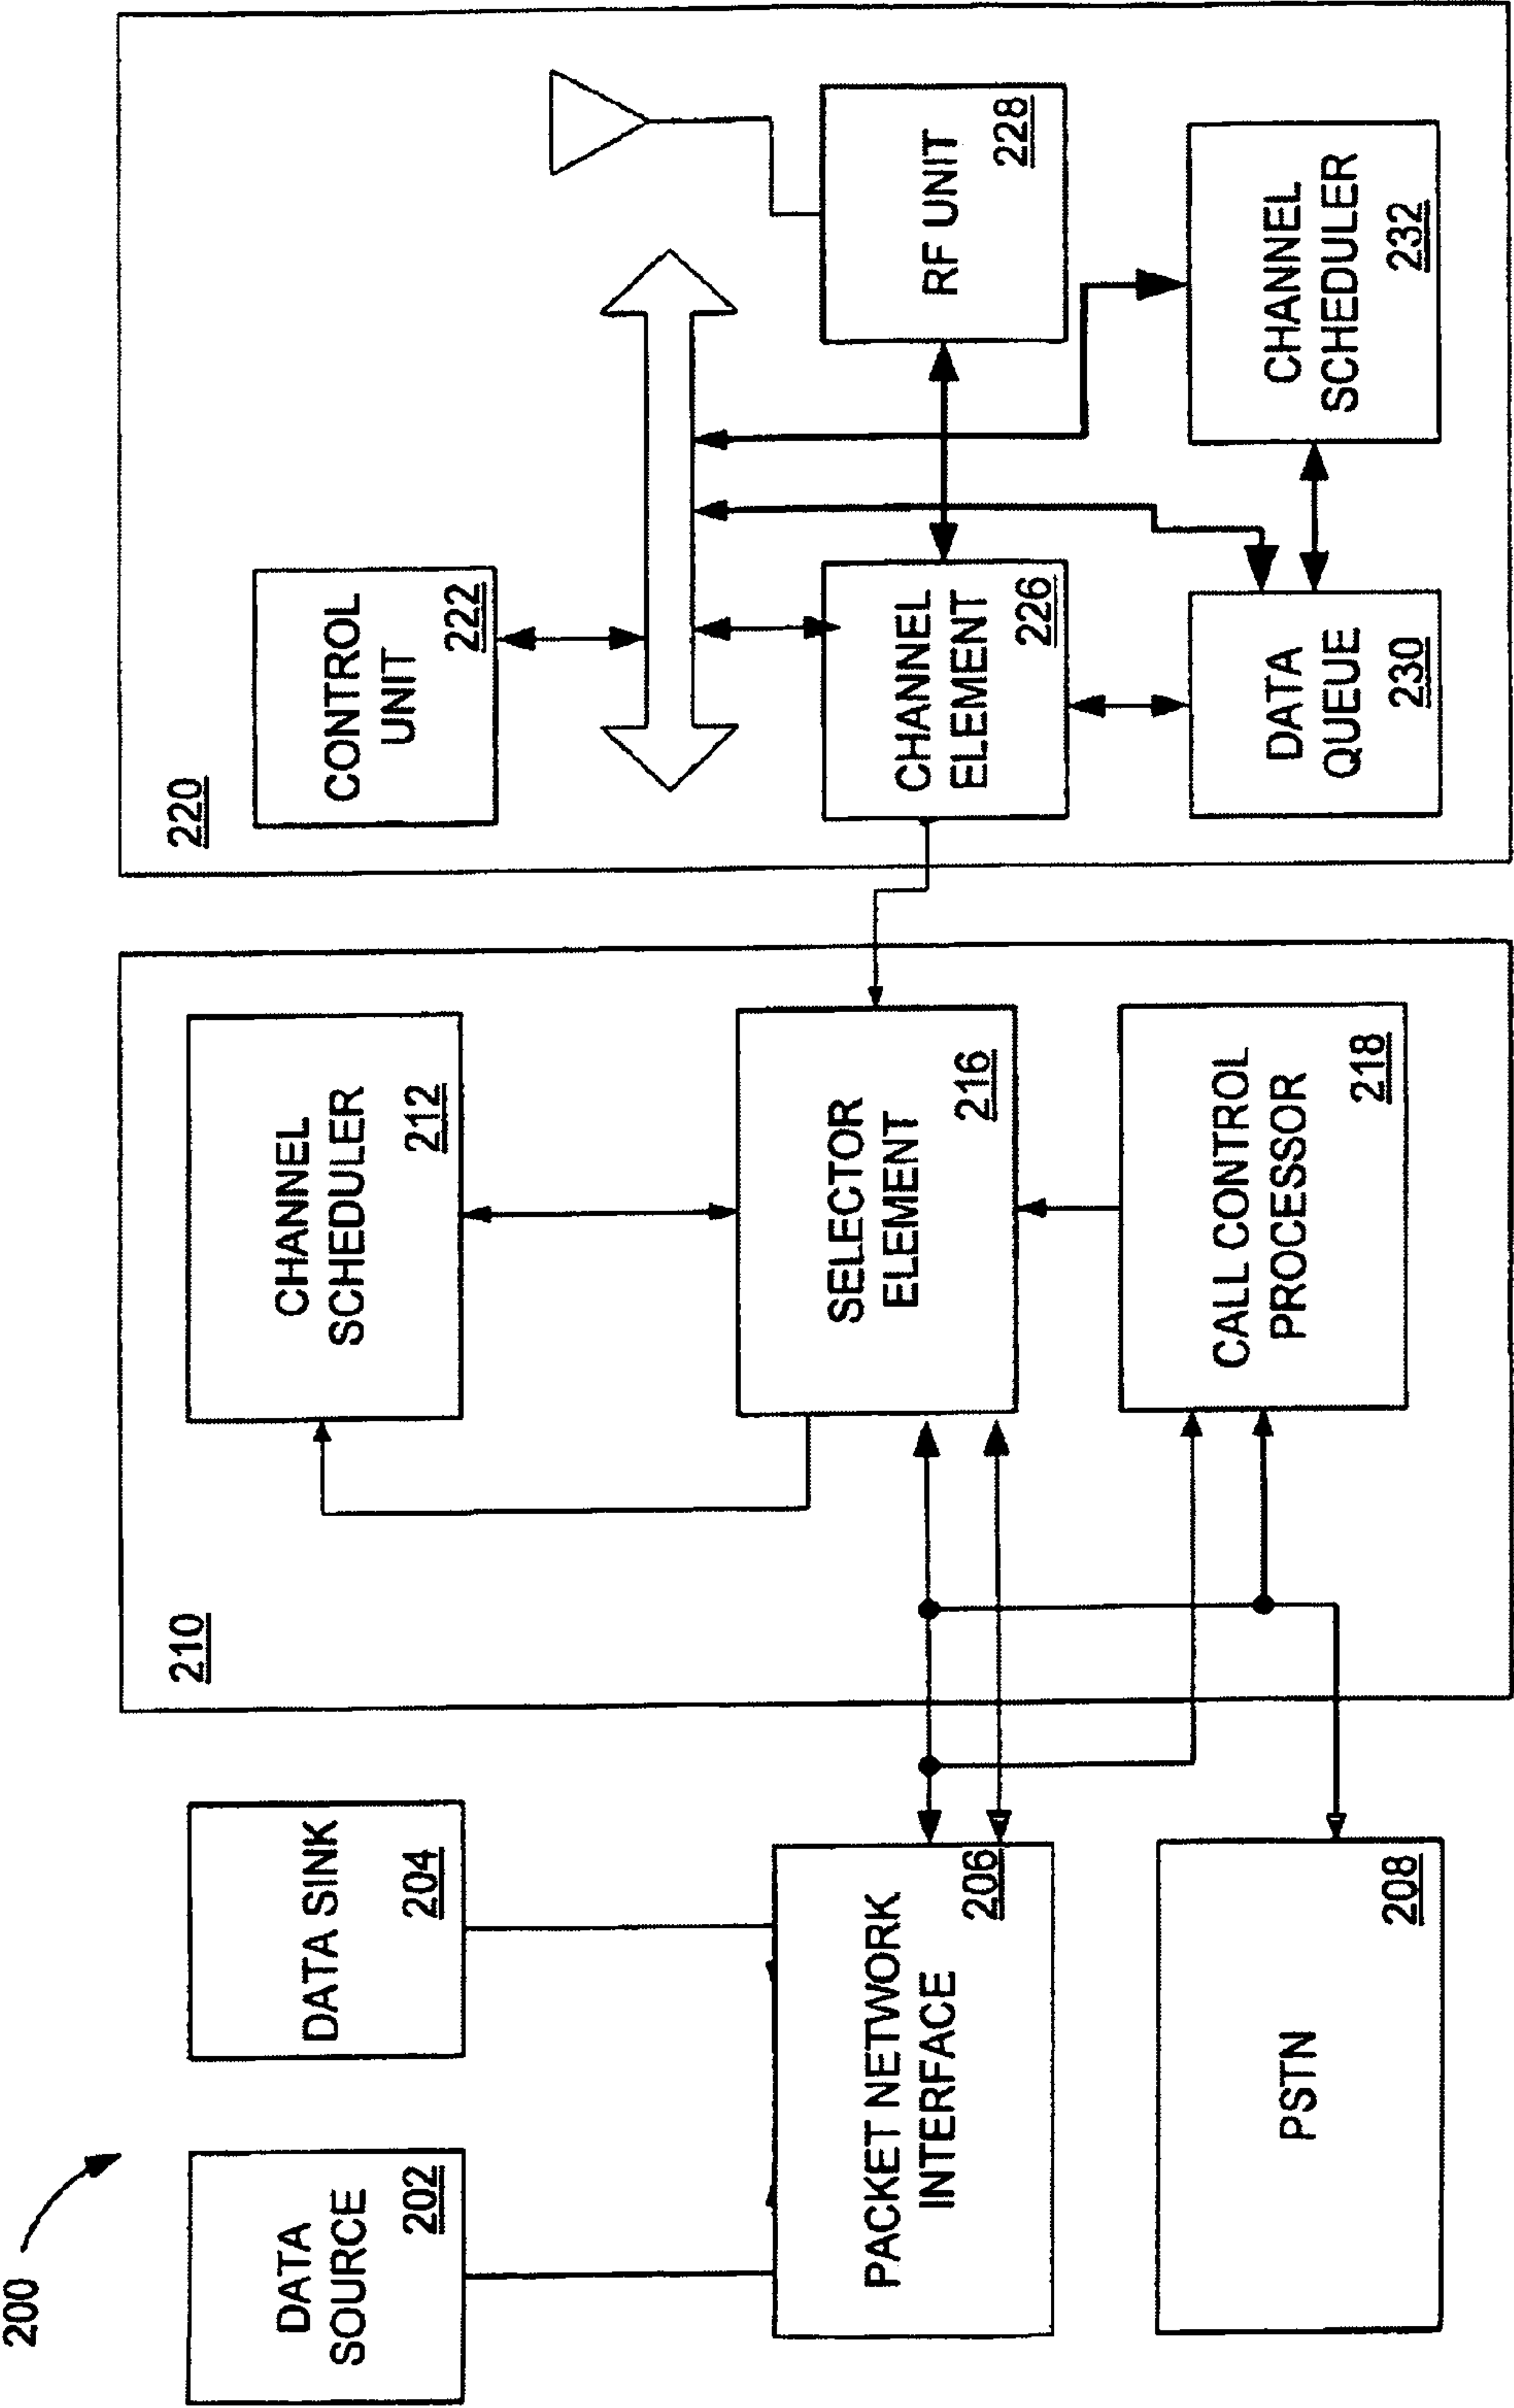 200
DATA
SOURCE
202
DATA SINK
204
PACKET NETWORK
INTERFACE
206
PSTN
208
210
CHANNEL
SCHEDULER
212
SELECTOR
ELEMENT
216
CALL CONTROL
PROCESSOR
218
220
CONTROL
UNIT
222
CHANNEL
ELEMENT
226
RF UNIT
228
DATA
QUEUE
230
CHANNEL
SCHEDULER
232